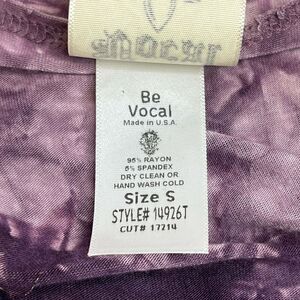 Vocal
Be
Vocal
Made in U.S.A.
95% RAYON
5% SPANDEX
DRY CLEAN OR
HAND WASH COLD
Size S
STYLE# 14926T
CUT# 17214